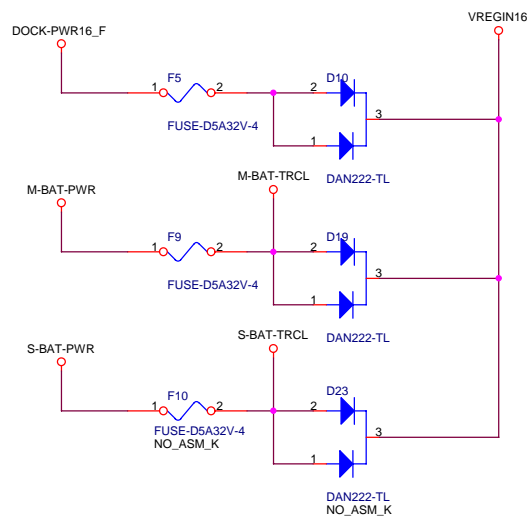 VREGIN16
DOCK-PWR16_F
F5
D10
1
2
2
3
FUSE-D5A32V-4
1
DAN222-TL
M-BAT-PWR
M-BAT-TRCL
F9
D19
1
2
2
3
FUSE-D5A32V-4
1
DAN222-TL
S-BAT-PWR
S-BAT-TRCL
F10
D23
1
2
2
3
FUSE-D5A32V-4
NO_ASM_K
1
DAN222-TL
NO_ASM_K